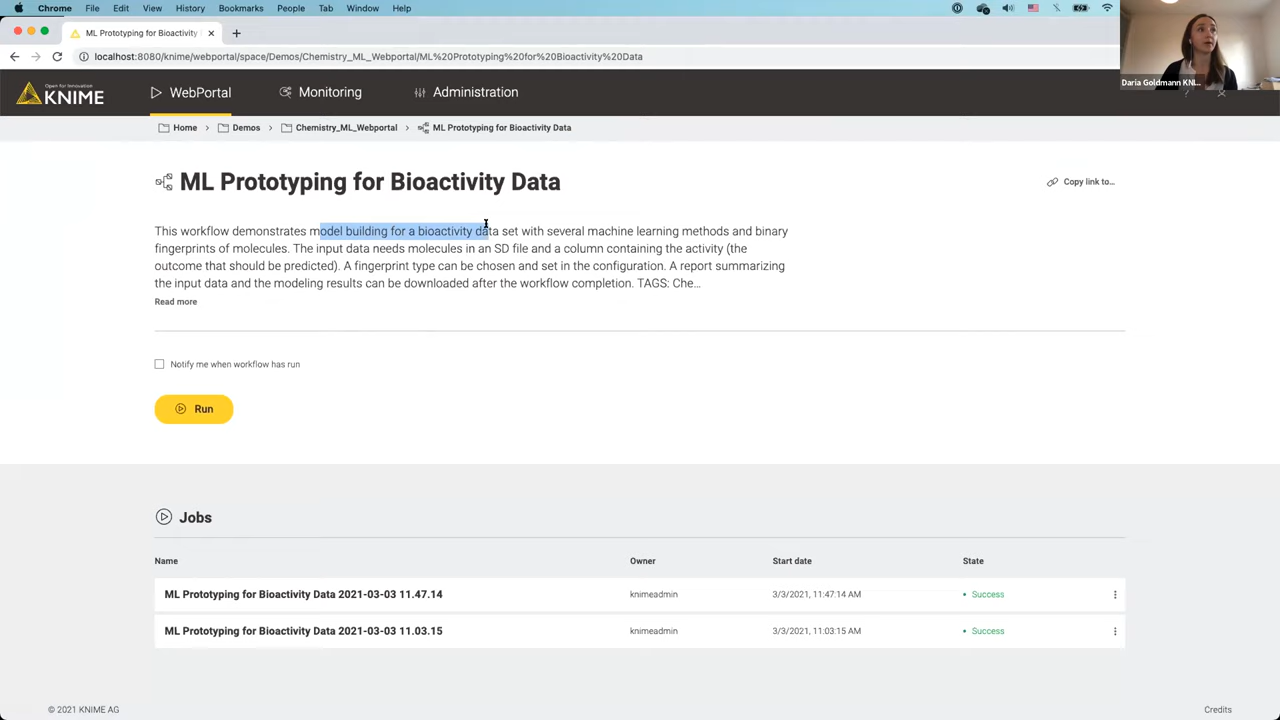 Chrome File Edit View History Bookmarks People Tab Window Help
ML Prototyping for Bioactivity
localhost:8080/knime/webportal/space/Demos/Chemistry_ML_Webportal/ML%20Prototyping%20for%20Bioactivity%20Data
Daria Goldmann KNI...
Open for Innovation
KNIME
WebPortal Monitoring Administration
Home Demos Chemistry_ML_Webportal ML Prototyping for Bioactivity Data
ML Prototyping for Bioactivity Data
Copy link to...
This workflow demonstrates model building for a bioactivity data set with several machine learning methods and binary
fingerprints of molecules. The input data needs molecules in an SD file and a column containing the activity (the
outcome that should be predicted). A fingerprint type can be chosen and set in the configuration. A report summarizing
the input data and the modeling results can be downloaded after the workflow completion. TAGS: Che...
Read more
Notify me when workflow has run
Run
Jobs
Name Owner Start date State
ML Prototyping for Bioactivity Data 2021-03-03 11.47.14 knimeadmin 3/3/2021, 11:47:14 AM Success
ML Prototyping for Bioactivity Data 2021-03-03 11.03.15 knimeadmin 3/3/2021, 11:03:15 AM Success
© 2021 KNIME AG Credits